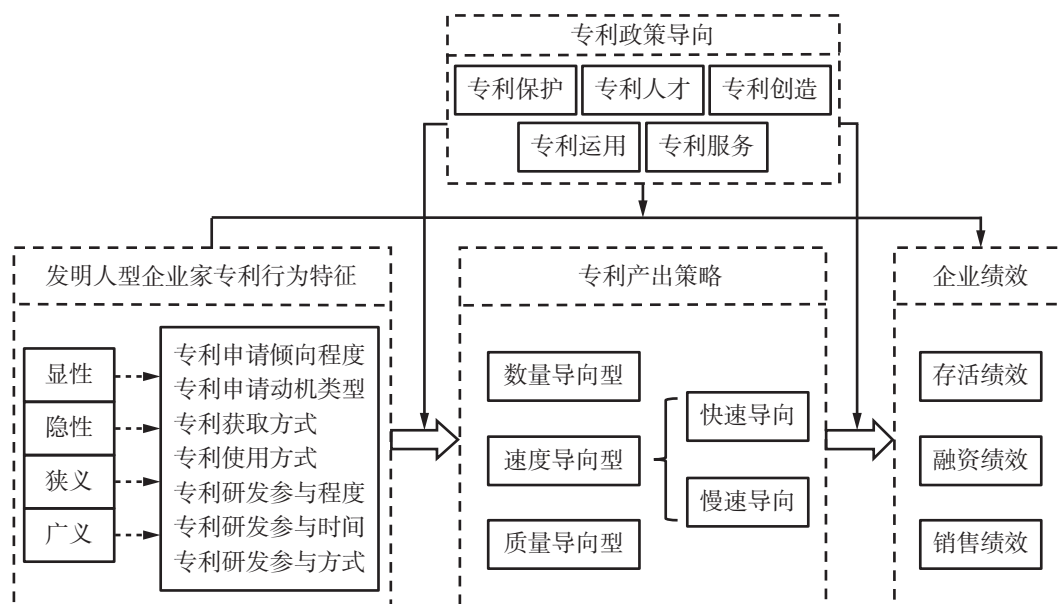 专利政策导向
专利保护 专利人才 专利创造
专利运用 专利服务
发明人型企业家专利行为特征
显性
隐性
狭义
广义
专利申请倾向程度
专利申请动机类型
专利获取方式
专利使用方式
专利研发参与程度
专利研发参与时间
专利研发参与方式
专利产出策略
数量导向型
速度导向型
质量导向型
快速导向
慢速导向
企业绩效
存活绩效
融资绩效
销售绩效